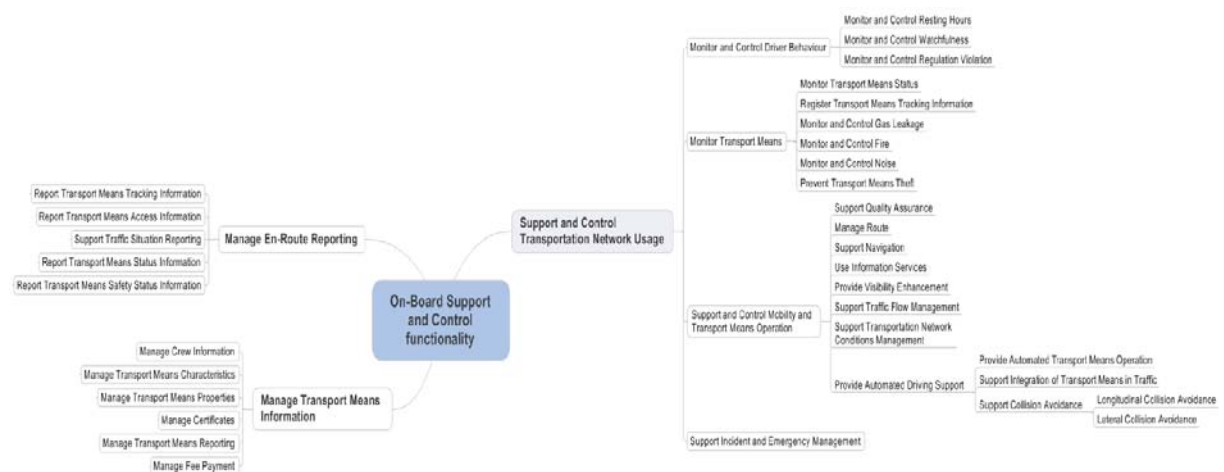 On-Board Support
and Control
functionality
Manage En-Route Reporting
Report Transport Means Tracking Information
Report Transport Means Access Information
Support Traffic Situation Reporting
Report Transport Means Status Information
Report Transport Means Safety Status Information
Manage Transport Means
Information
Manage Crew Information
Manage Transport Means Characteristics
Manage Transport Means Properties
Manage Certificates
Manage Transport Means Reporting
Manage Fee Payment
Support and Control
Transportation Network Usage
Monitor and Control Driver Behaviour
Monitor and Control Resting Hours
Monitor and Control Watchfulness
Monitor and Control Regulation Violation
Monitor Transport Means
Monitor Transport Means Status
Register Transport Means Tracking Information
Monitor and Control Gas Leakage
Monitor and Control Fire
Monitor and Control Noise
Prevent Transport Means Theft
Support and Control Mobility and
Transport Means Operation
Support Quality Assurance
Manage Route
Support Navigation
Use Information Services
Provide Visibility Enhancement
Support Traffic Flow Management
Support Transportation Network
Conditions Management
Provide Automated Driving Support
Provide Automated Transport Means Operation
Support Integration of Transport Means in Traffic
Support Collision Avoidance
Longitudinal Collision Avoidance
Lateral Collision Avoidance
Support Incident and Emergency Management